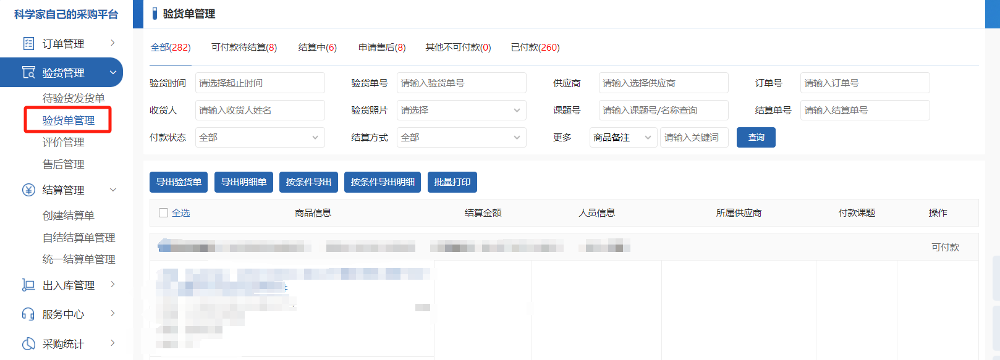 科学家自己的采购平台
订单管理
验货管理
待验货发货单
验货单管理
评价管理
售后管理
结算管理
创建结算单
自结结算单管理
统一结算单管理
出入库管理
服务中心
采购统计
验货单管理
全部(282) 可付款待结算(8) 结算中(6) 申请售后(8) 其他不可付款(0) 已付款(260)
验货时间 请选择起止时间 验货单号 请输入验货单号 供应商 请输入选择供应商 订单号 请输入订单号
收货人 请输入收货人姓名 验货照片 请选择 课题号 请输入课题号/名称查询 结算单号 请输入结算单号
付款状态 全部 结算方式 全部 更多 商品备注 请输入关键词 查询
导出验货单 导出明细单 按条件导出 按条件导出明细 批量打印
全选 商品信息 结算金额 人员信息 所属供应商 付款课题 操作
可付款